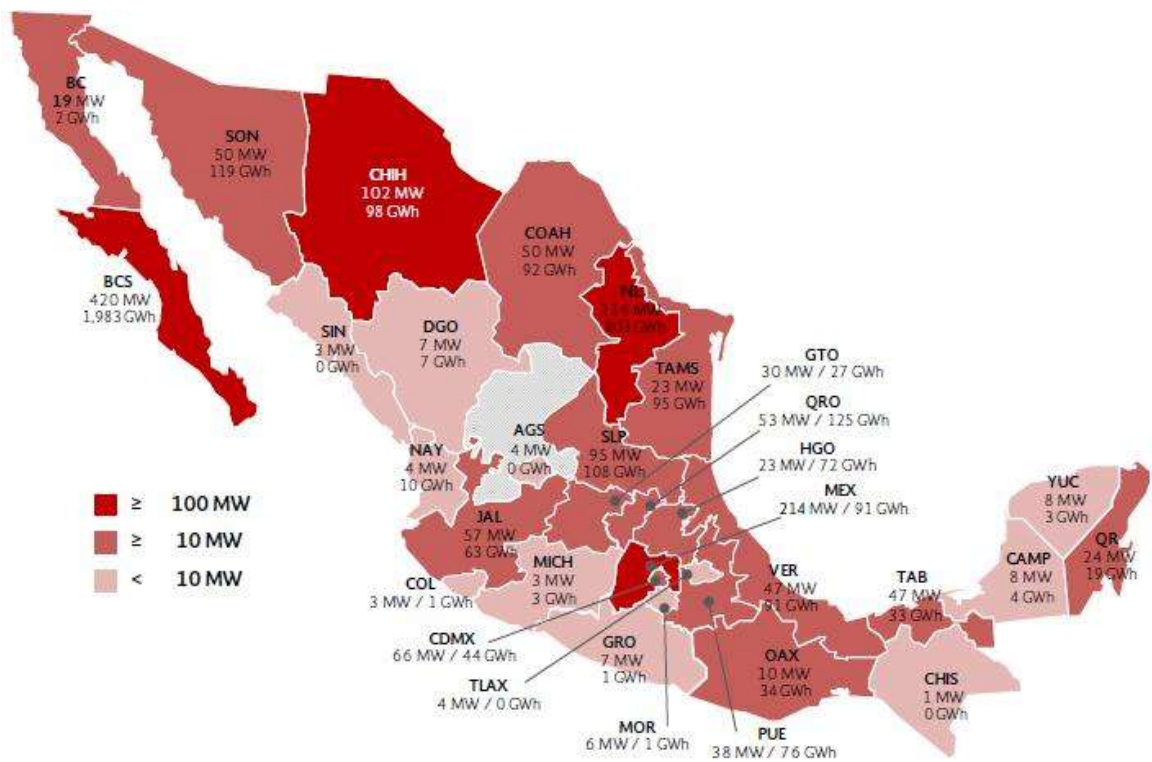 BC
19 MW
2 GWh
SON
50 MW
119 GWh
CHIH
102 MW
98 GWh
COAH
50 MW
92 GWh
BCS
420 MW
1,983 GWh
SIN
3 MW
0 GWh
DGO
7 MW
7 GWh
NL
MW
GWh
TAMS
23 MW
95 GWh
GTO
30 MW / 27 GWh
QRO
53 MW / 125 GWh
HGO
23 MW / 72 GWh
MEX
214 MW / 91 GWh
AGS
4 MW
0 GWh
SLP
95 MW
108 GWh
NAY
4 MW
10 GWh
≥ 100 MW
≥ 10 MW
< 10 MW
JAL
57 MW
63 GWh
MICH
3 MW
3 GWh
COL
3 MW / 1 GWh
CDMX
66 MW / 44 GWh
TLAX
4 MW / 0 GWh
GRO
7 MW
1 GWh
MOR
6 MW / 1 GWh
PUE
38 MW / 76 GWh
VER
47 MW
91 GWh
OAX
10 MW
34 GWh
TAB
47 MW
33 GWh
CHIS
1 MW
0 GWh
CAMP
8 MW
4 GWh
YUC
8 MW
3 GWh
QR
24 MW
19 GWh